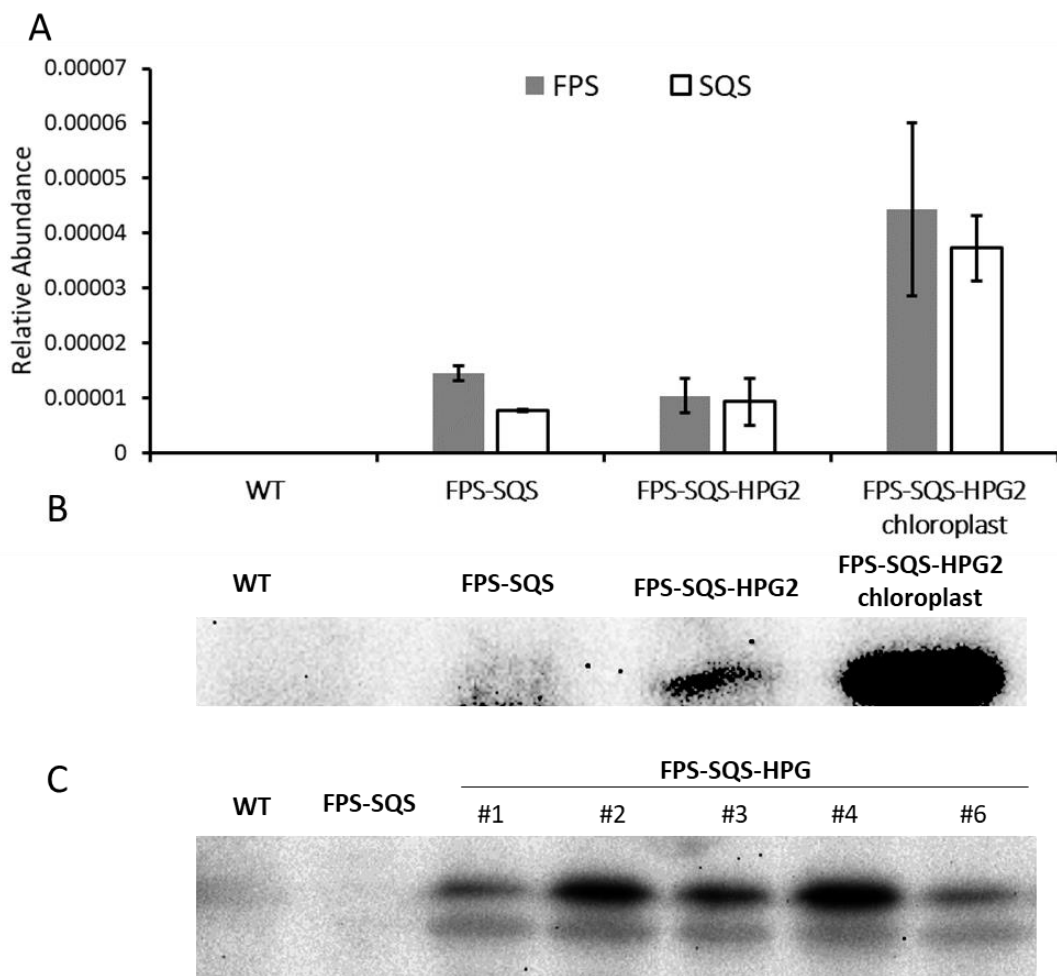 A
0.00007
0.00006
0.00005
0.00004
0.00003
0.00002
0.00001
0
Relative Abundance
FPS SQS
WT FPS-SQS FPS-SQS-HPG2 FPS-SQS-HPG2
chloroplast
B
WT FPS-SQS FPS-SQS-HPG2 FPS-SQS-HPG2
chloroplast
C
FPS-SQS-HPG
WT FPS-SQS #1 #2 #3 #4 #6